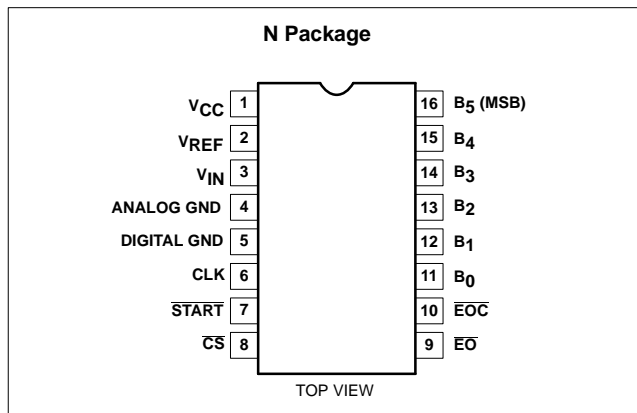 N Package
VCC 1
VREF 2
VIN 3
ANALOG GND 4
DIGITAL GND 5
CLK 6
START 7
CS 8
16 B5 (MSB)
15 B4
14 B3
13 B2
12 B1
11 B0
10 EOC
9 EO
TOP VIEW